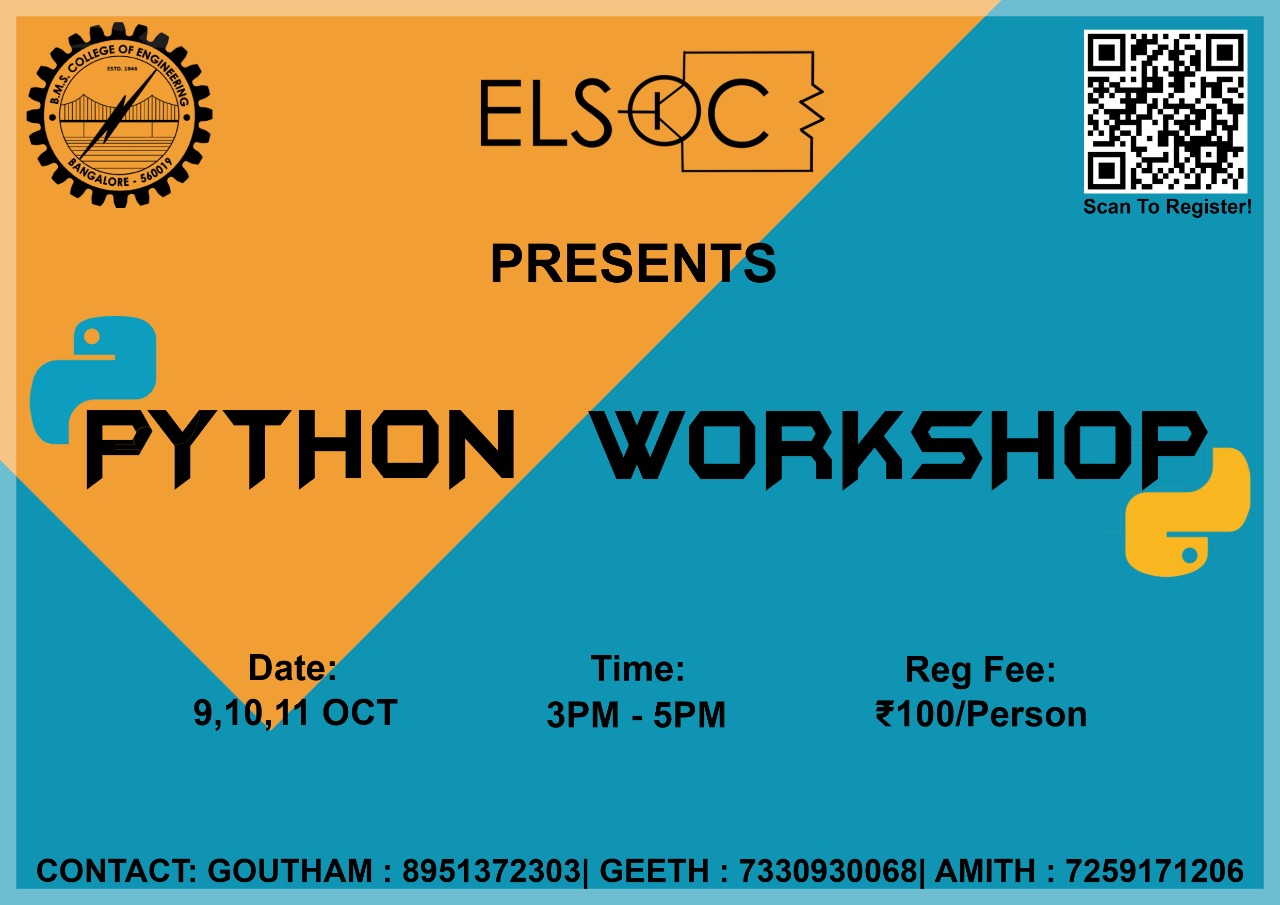 B.M.S. COLLEGE OF ENGINEERING
ESTD. 1946
BANGALORE - 560019
ELSOC
Scan To Register!
PRESENTS
PYTHON WORKSHOP
Date:
9,10,11 OCT
Time:
3PM - 5PM
Reg Fee:
₹100/Person
CONTACT: GOUTHAM : 8951372303| GEETH : 7330930068| AMITH : 7259171206